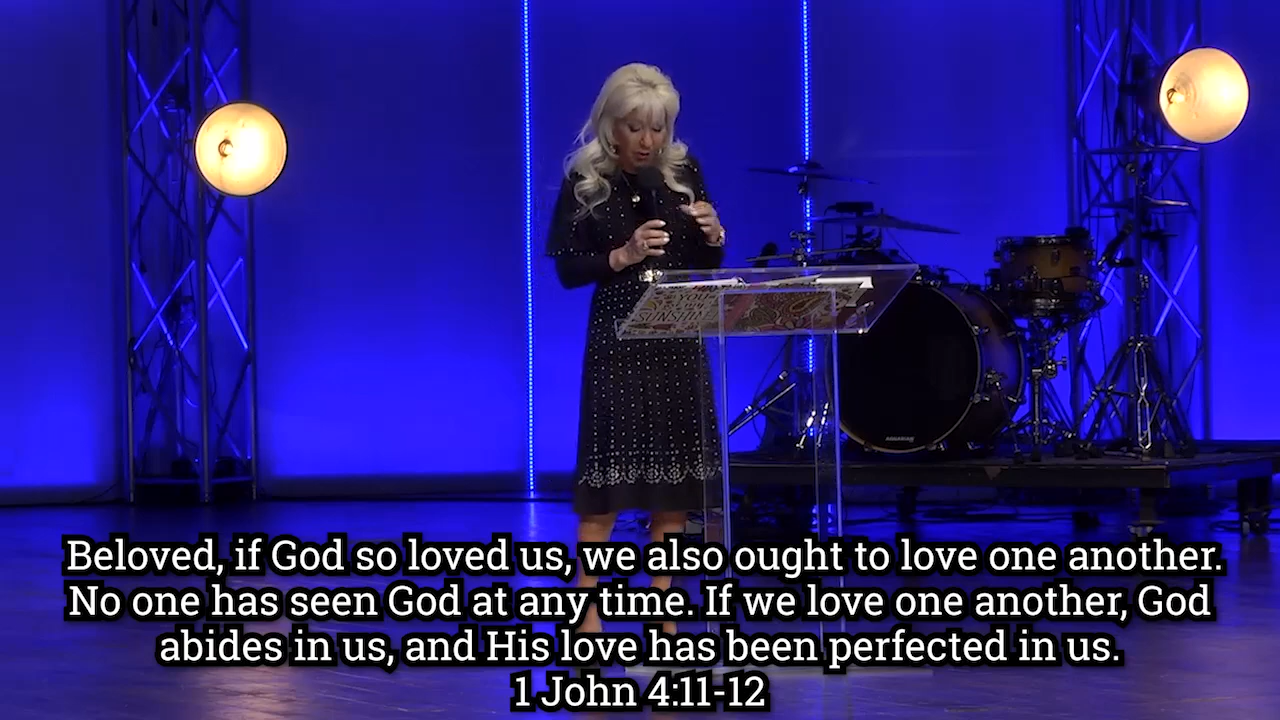 YOU
SUNSHINE
Beloved, if God so loved us, we also ought to love one another.
No one has seen God at any time. If we love one another, God
abides in us, and His love has been perfected in us.
1 John 4:11-12